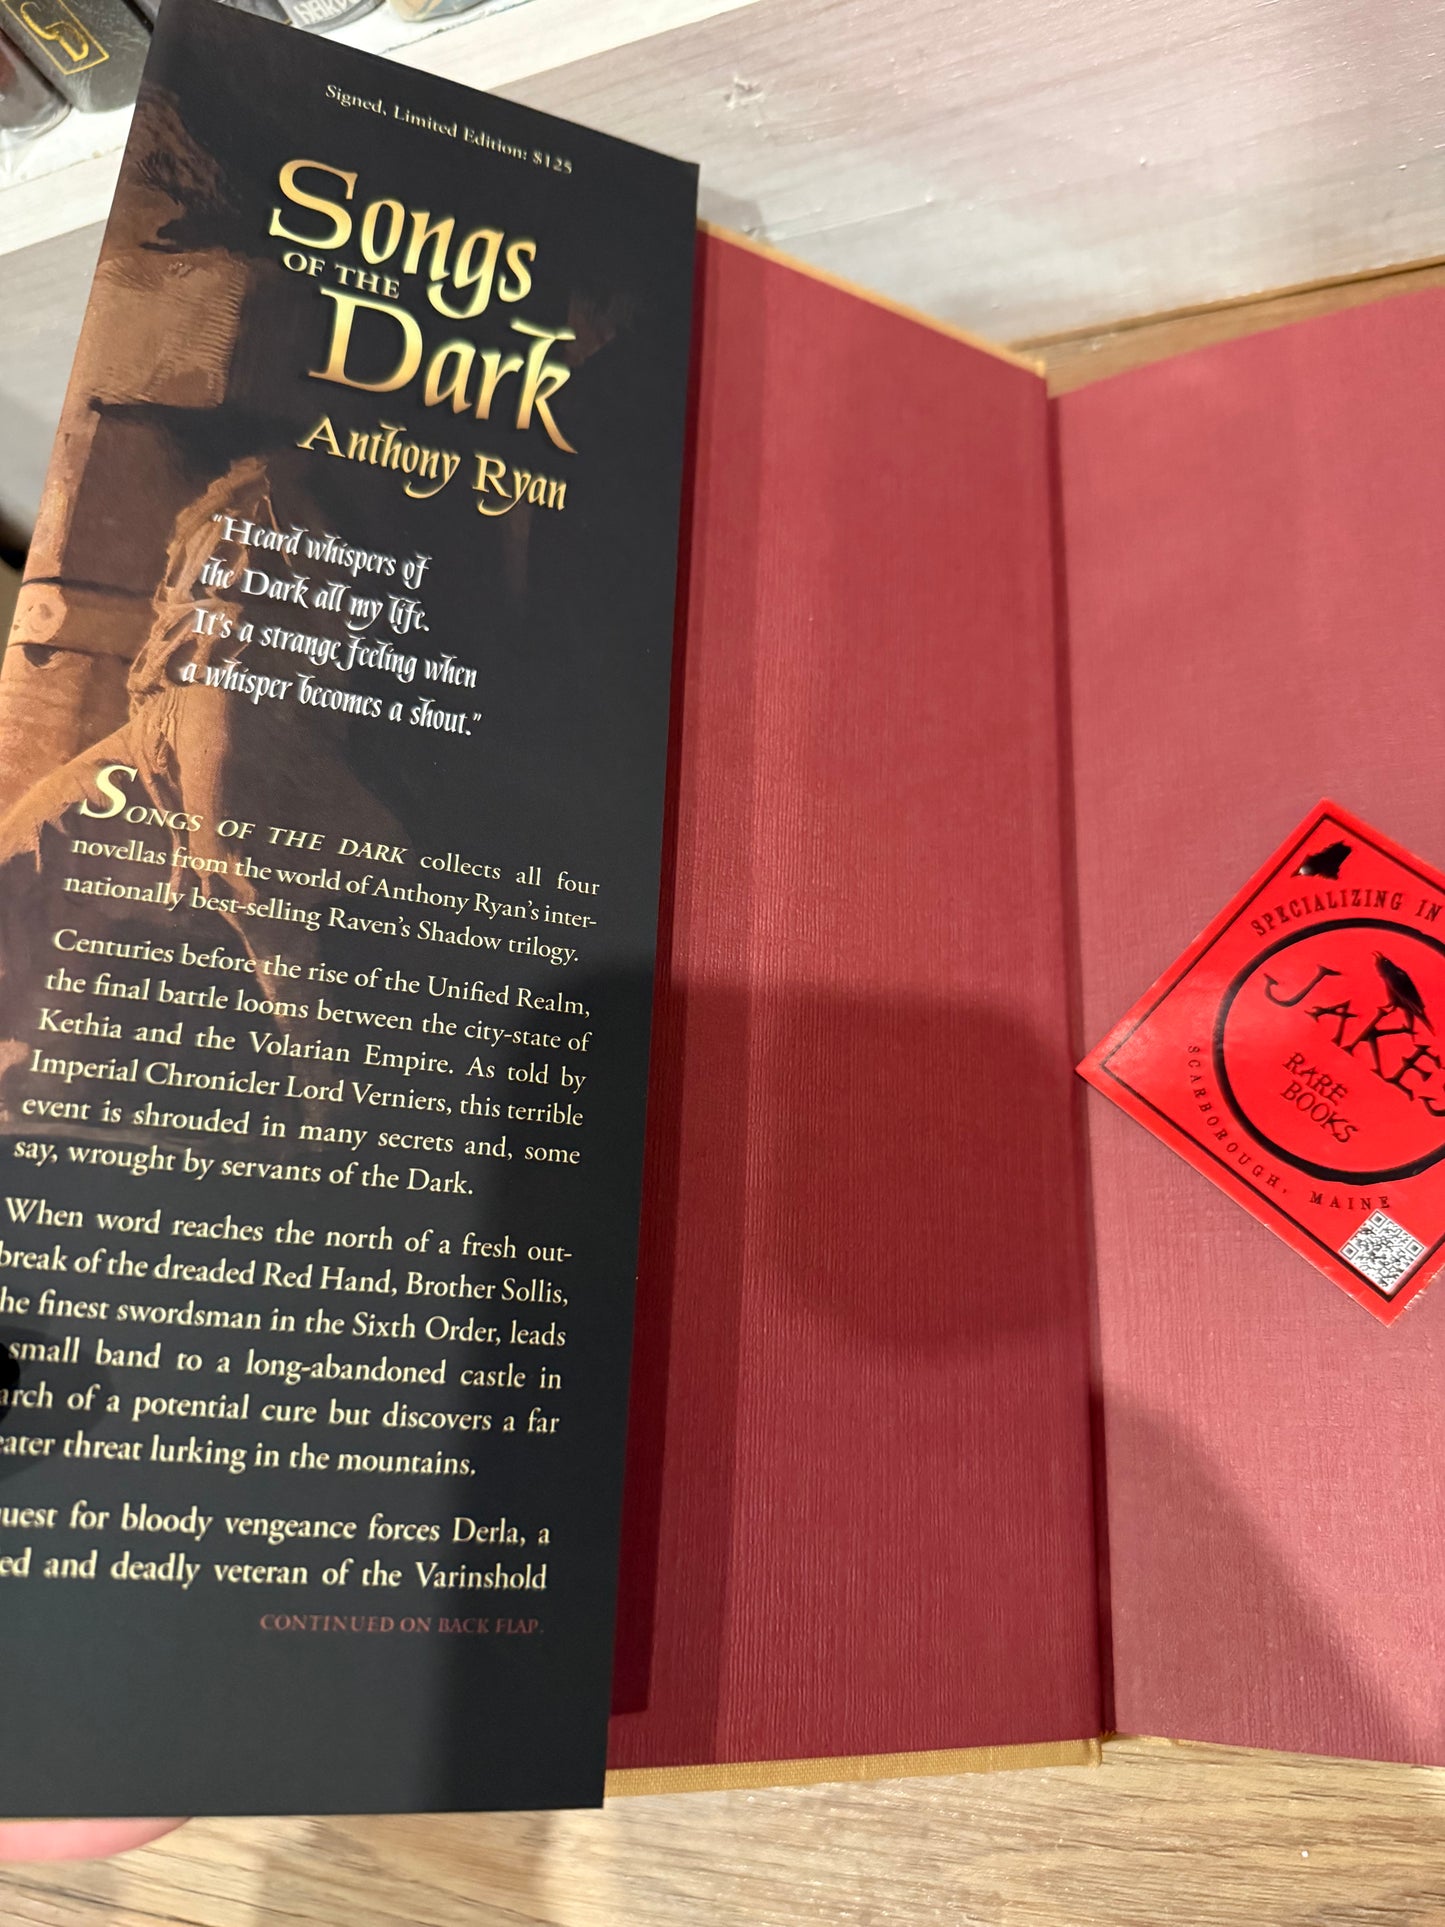 Signed, Limited Edition: $125
Songs
OF THE
Dark
Anthony Ryan
"Heard whispers of
the Dark all my life.
It's a strange feeling when
a whisper becomes a shout."
SONGS OF THE DARK collects all four
novellas from the world of Anthony Ryan's inter-
nationally best-selling Raven's Shadow trilogy.
Centuries before the rise of the Unified Realm,
the final battle looms between the city-state of
Kethia and the Volarian Empire. As told by
Imperial Chronicler Lord Verniers, this terrible
event is shrouded in many secrets and, some
say, wrought by servants of the Dark.
When word reaches the north of a fresh out-
break of the dreaded Red Hand, Brother Sollis,
he finest swordsman in the Sixth Order, leads
small band to a long-abandoned castle in
arch of a potential cure but discovers a far
eater threat lurking in the mountains.
uest for bloody vengeance forces Derla, a
ed and deadly veteran of the Varinshold
CONTINUED ON BACK FLAP.
SPECIALIZING IN
JAKES
RARE
BOOKS
SCARBOROUGH, MAINE